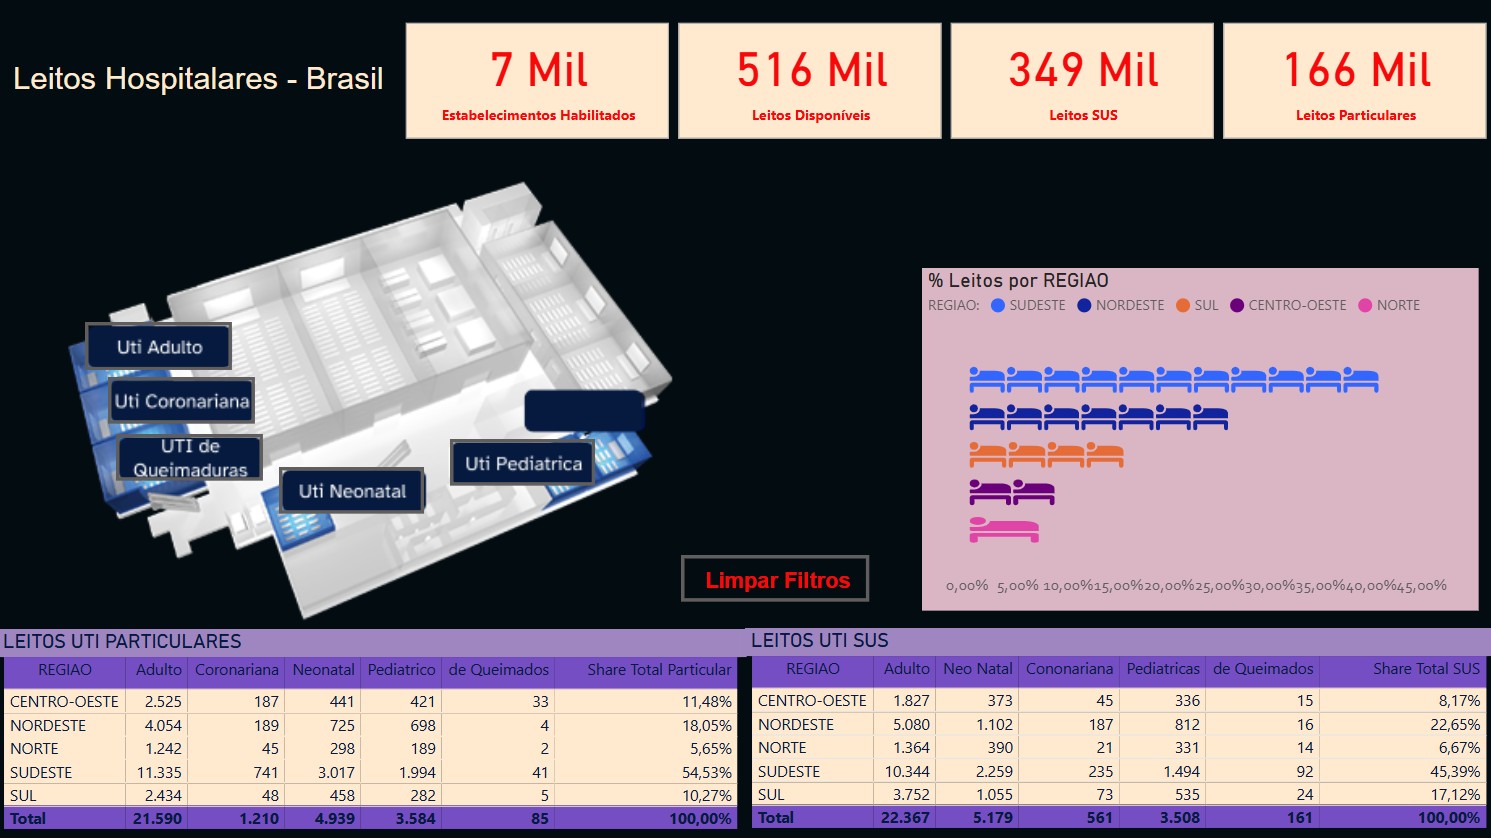 Leitos Hospitalares - Brasil
7 Mil
Estabelecimentos Habilitados
516 Mil
Leitos Disponíveis
349 Mil
Leitos SUS
166 Mil
Leitos Particulares
Uti Adulto
Uti Coronariana
UTI de
Queimaduras
Uti Neonatal
Uti Pediatrica
Limpar Filtros
% Leitos por REGIAO
REGIAO: SUDESTE NORDESTE SUL CENTRO-OESTE NORTE
0,00% 5,00% 10,00% 15,00% 20,00% 25,00% 30,00% 35,00% 40,00% 45,00%
LEITOS UTI PARTICULARES
REGIAO Adulto Coronariana Neonatal Pediatrico de Queimados Share Total Particular
CENTRO-OESTE 2.525 187 441 421 33 11,48%
NORDESTE 4.054 189 725 698 4 18,05%
NORTE 1.242 45 298 189 2 5,65%
SUDESTE 11.335 741 3.017 1.994 41 54,53%
SUL 2.434 48 458 282 5 10,27%
Total 21.590 1.210 4.939 3.584 85 100,00%
LEITOS UTI SUS
REGIAO Adulto Neo Natal Cononariana Pediatricas de Queimados Share Total SUS
CENTRO-OESTE 1.827 373 45 336 15 8,17%
NORDESTE 5.080 1.102 187 812 16 22,65%
NORTE 1.364 390 21 331 14 6,67%
SUDESTE 10.344 2.259 235 1.494 92 45,39%
SUL 3.752 1.055 73 535 24 17,12%
Total 22.367 5.179 561 3.508 161 100,00%